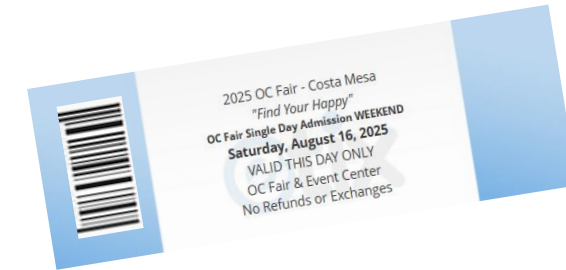 2025 OC Fair - Costa Mesa
"Find Your Happy"
OC Fair Single Day Admission WEEKEND
Saturday, August 16, 2025
VALID THIS DAY ONLY
OC Fair & Event Center
No Refunds or Exchanges